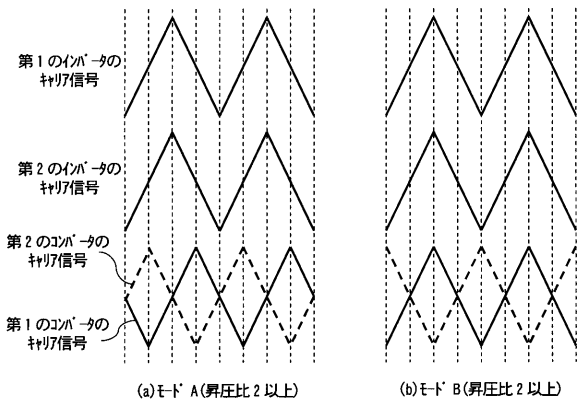 第1のインバータの
キャリア信号
第2のインバータの
キャリア信号
第2のコンバータの
キャリア信号
第1のコンバータの
キャリア信号
(a)モード A(昇圧比2以上)
(b)モード B(昇圧比2以上)